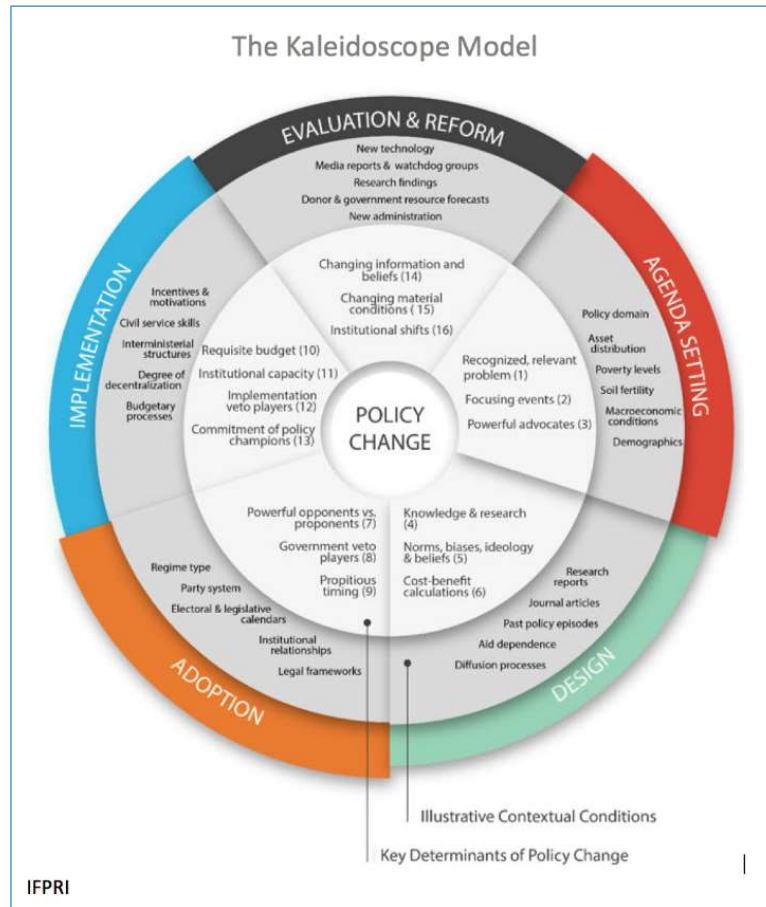 The Kaleidoscope Model
EVALUATION & REFORM
New technology
Media reports & watchdog groups
Research findings
Donor & government resource forecasts
New administration
Changing information and
beliefs (14)
Changing material
conditions ( 15)
Institutional shifts (16)
AGENDA SETTING
Policy domain
Asset
distribution
Poverty levels
Soil fertility
Macroeconomic
conditions
Demographics
Recognized, relevant
problem (1)
Focusing events (2)
Powerful advocates (3)
DESIGN
Research
reports
Journal articles
Past policy episodes
Aid dependence
Diffusion processes
Knowledge & research
(4)
Norms, biases, ideology
& beliefs (5)
Cost-benefit
calculations (6)
ADOPTION
Regime type
Party system
Electoral & legislative
calendars
Institutional
relationships
Legal frameworks
Powerful opponents vs.
proponents (7)
Government veto
players (8)
Propitious
timing (9)
IMPLEMENTATION
Incentives &
motivations
Civil service skills
Interministerial
structures
Degree of
decentralization
Budgetary
processes
Requisite budget (10)
Institutional capacity (11)
Implementation
veto players (12)
Commitment of policy
champions (13)
POLICY
CHANGE
Illustrative Contextual Conditions
Key Determinants of Policy Change
IFPRI